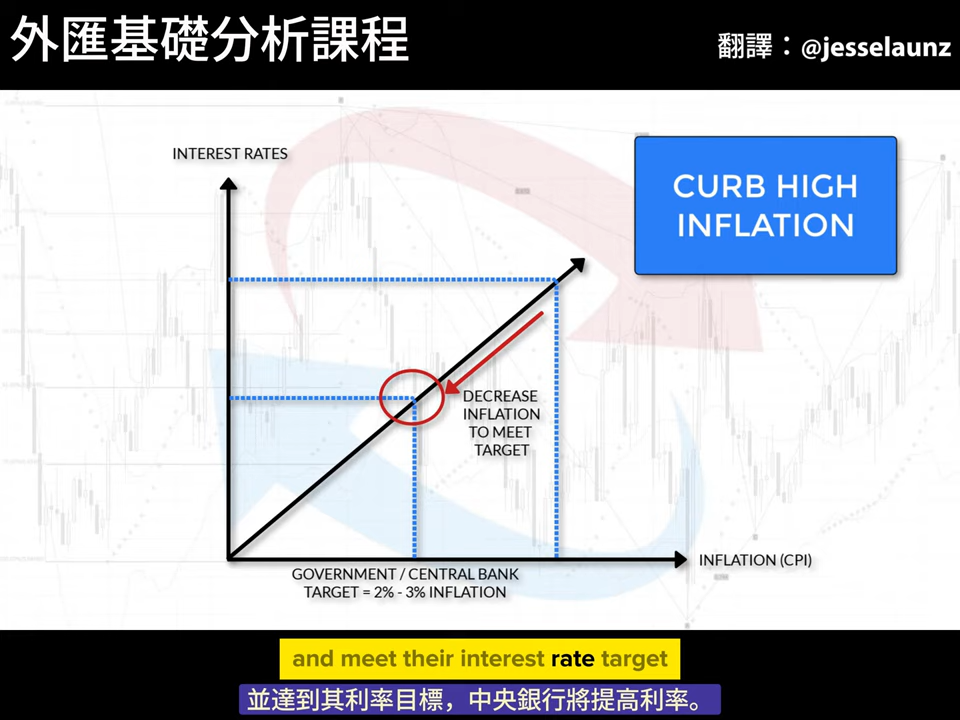 外匯基礎分析課程
翻譯：@jesselaunz
INTEREST RATES
CURB HIGH
INFLATION
DECREASE
INFLATION
TO MEET
TARGET
INFLATION (CPI)
GOVERNMENT / CENTRAL BANK
TARGET = 2% - 3% INFLATION
and meet their interest rate target
並達到其利率目標，中央銀行將提高利率。